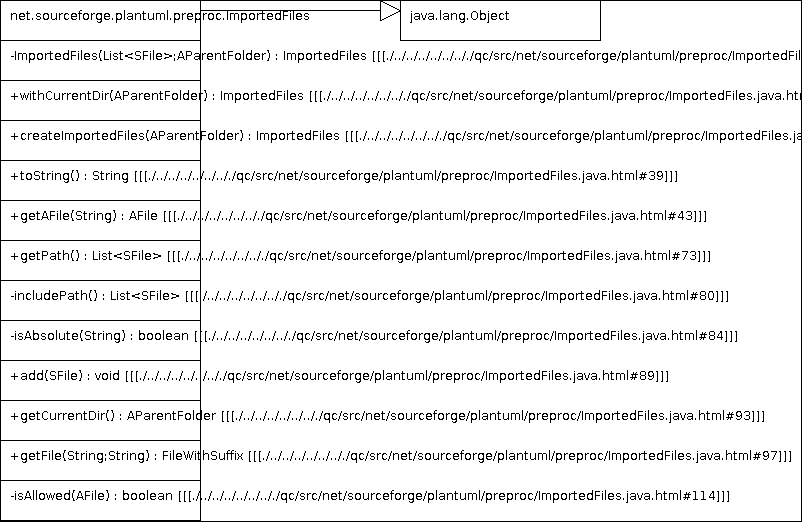 net.sourceforge.plantuml.preproc.ImportedFiles
java.lang.Object
-ImportedFiles(List<SFile>;AParentFolder) : ImportedFiles [[[./../../../../../../../qc/src/net/sourceforge/plantuml/preproc/ImportedFil
+withCurrentDir(AParentFolder) : ImportedFiles [[[./../../../../../../../qc/src/net/sourceforge/plantuml/preproc/ImportedFiles.java.htm
+createImportedFiles(AParentFolder) : ImportedFiles [[[./../../../../../../../qc/src/net/sourceforge/plantuml/preproc/ImportedFiles.ja
+toString() : String [[[./../../../../../../../qc/src/net/sourceforge/plantuml/preproc/ImportedFiles.java.html#39]]]
+getAFile(String) : AFile [[[./../../../../../../../qc/src/net/sourceforge/plantuml/preproc/ImportedFiles.java.html#43]]]
+getPath() : List<SFile> [[[./../../../../../../../qc/src/net/sourceforge/plantuml/preproc/ImportedFiles.java.html#73]]]
-includePath() : List<SFile> [[[./../../../../../../../qc/src/net/sourceforge/plantuml/preproc/ImportedFiles.java.html#80]]]
-isAbsolute(String) : boolean [[[./../../../../../../../qc/src/net/sourceforge/plantuml/preproc/ImportedFiles.java.html#84]]]
+add(SFile) : void [[[./../../../../../../../qc/src/net/sourceforge/plantuml/preproc/ImportedFiles.java.html#89]]]
+getCurrentDir() : AParentFolder [[[./../../../../../../../qc/src/net/sourceforge/plantuml/preproc/ImportedFiles.java.html#93]]]
+getFile(String;String) : FileWithSuffix [[[./../../../../../../../qc/src/net/sourceforge/plantuml/preproc/ImportedFiles.java.html#97]]]
-isAllowed(AFile) : boolean [[[./../../../../../../../qc/src/net/sourceforge/plantuml/preproc/ImportedFiles.java.html#114]]]